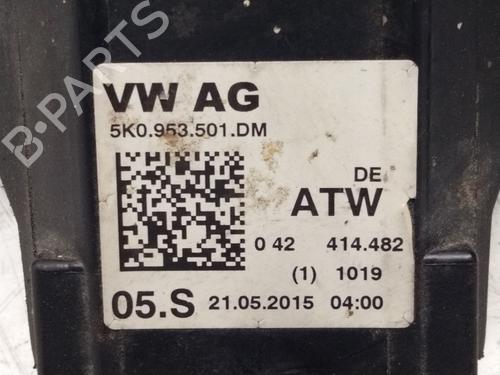 B-PARTS
VW AG
5K0.953.501.DM
DE
ATW
0 42 414.482
(1) 1019
05.S 21.05.2015 04:00